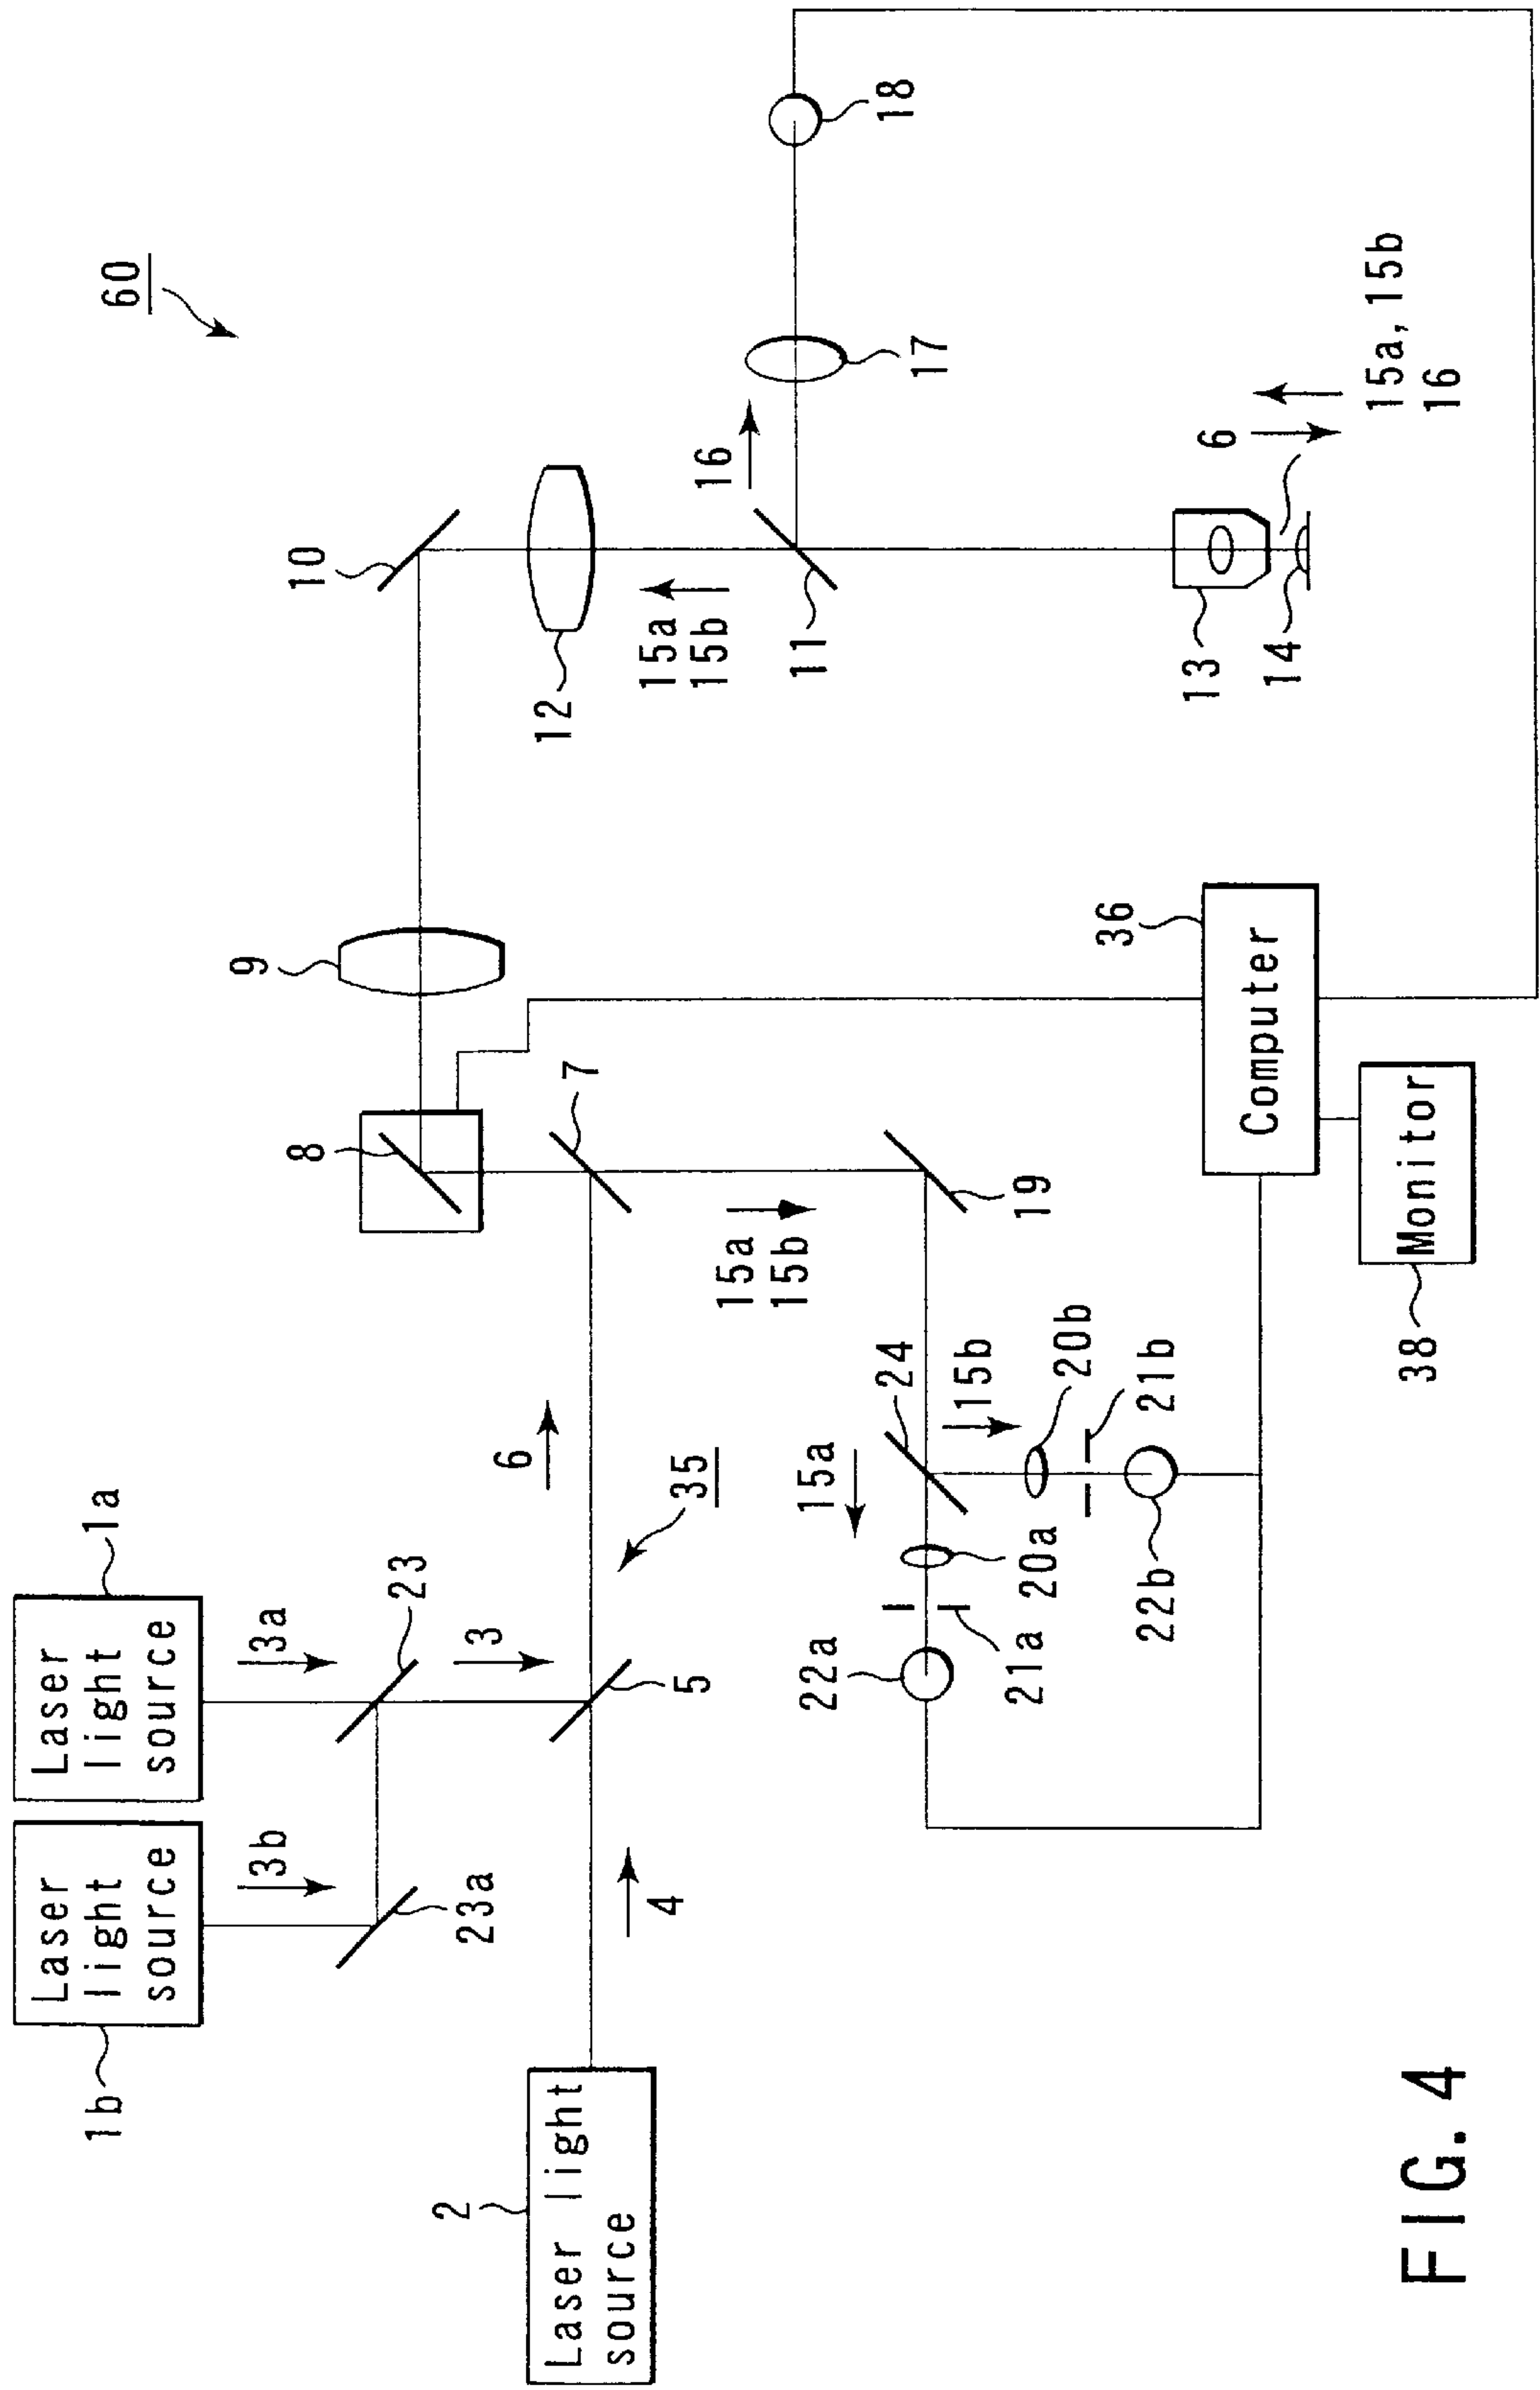 60
Laser
light
source
1b
Laser
light
source
1a
3b
3a
23a
23
3
2
Laser light
source
4
5
35
6
7
8
9
10
12
15a
15b
11
16
17
18
13
14
6
15a, 15b
16
15a
15b
19
24
15a
15b
20a
20b
21a
21b
22a
22b
36
Computer
Monitor
38
FIG. 4